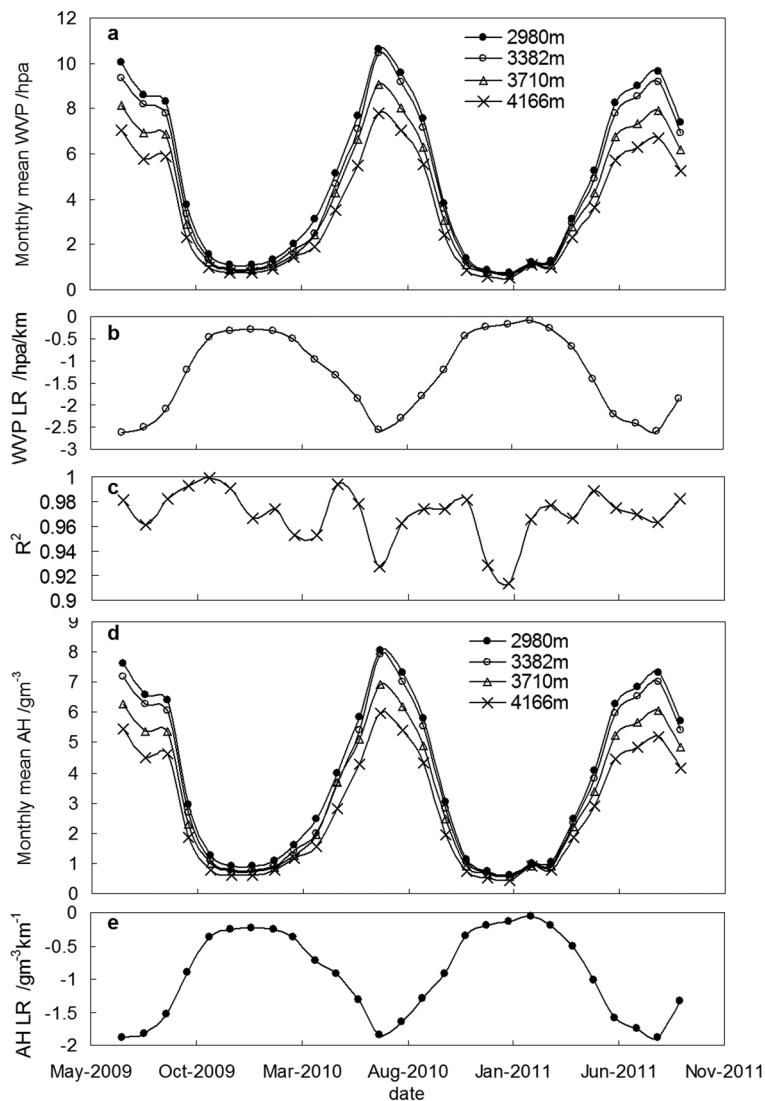 a
Monthly mean WVP /hpa
12
10
8
6
4
2
0
2980m
3382m
3710m
4166m
b
WVP LR /hpa/km
0
-0.5
-1
-1.5
-2
-2.5
-3
c
R²
1
0.98
0.96
0.94
0.92
0.9
d
Monthly mean AH /gm⁻³
9
8
7
6
5
4
3
2
1
0
2980m
3382m
3710m
4166m
e
AH LR /gm⁻³km⁻¹
0
-0.5
-1
-1.5
-2
May-2009 Oct-2009 Mar-2010 Aug-2010 Jan-2011 Jun-2011 Nov-2011
date